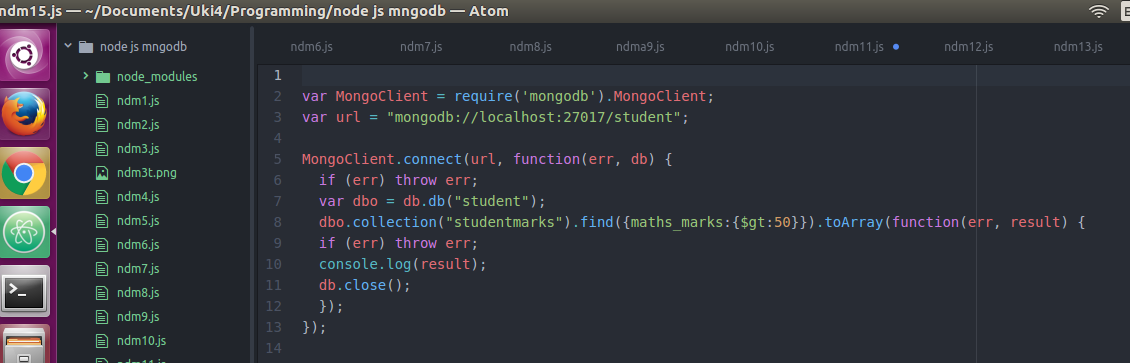 ndm15.js — ~/Documents/Uki4/Programming/node js mngodb — Atom
node js mngodb
node_modules
ndm1.js
ndm2.js
ndm3.js
ndm3t.png
ndm4.js
ndm5.js
ndm6.js
ndm7.js
ndm8.js
ndm9.js
ndm10.js
ndm11.js
ndm6.js ndm7.js ndm8.js ndma9.js ndm10.js ndm11.js ndm12.js ndm13.js
1
2 var MongoClient = require('mongodb').MongoClient;
3 var url = "mongodb://localhost:27017/student";
4
5 MongoClient.connect(url, function(err, db) {
6 if (err) throw err;
7 var dbo = db.db("student");
8 dbo.collection("studentmarks").find({maths_marks:{$gt:50}}).toArray(function(err, result) {
9 if (err) throw err;
10 console.log(result);
11 db.close();
12 });
13 });
14